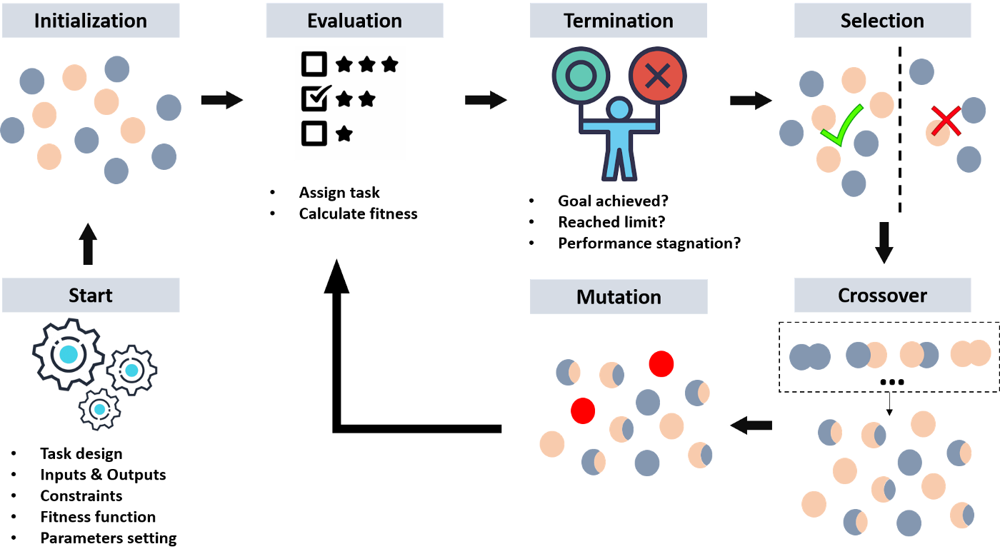 Initialization
Evaluation
Termination
Selection
• Assign task
• Calculate fitness
• Goal achieved?
• Reached limit?
• Performance stagnation?
Start
Mutation
Crossover
• Task design
• Inputs & Outputs
• Constraints
• Fitness function
• Parameters setting